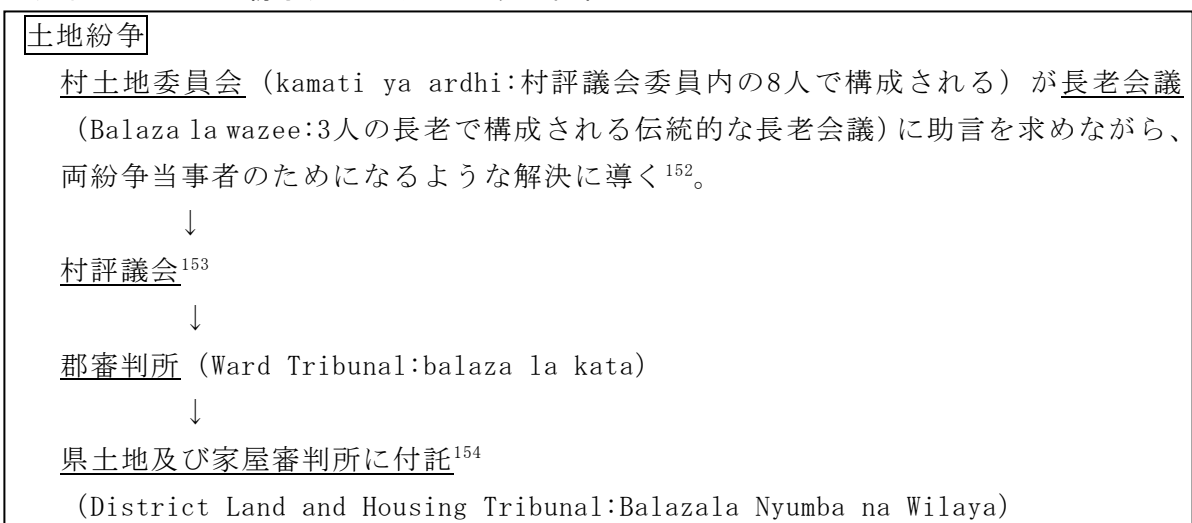 土地紛争
村土地委員会（kamati ya ardhi:村評議会委員内の8人で構成される）が長老会議
（Balaza la wazee:3人の長老で構成される伝統的な長老会議）に助言を求めながら、
両紛争当事者のためになるような解決に導く152。
↓
村評議会153
↓
郡審判所（Ward Tribunal:balaza la kata）
↓
県土地及び家屋審判所に付託154
（District Land and Housing Tribunal:Balazala Nyumba na Wilaya）